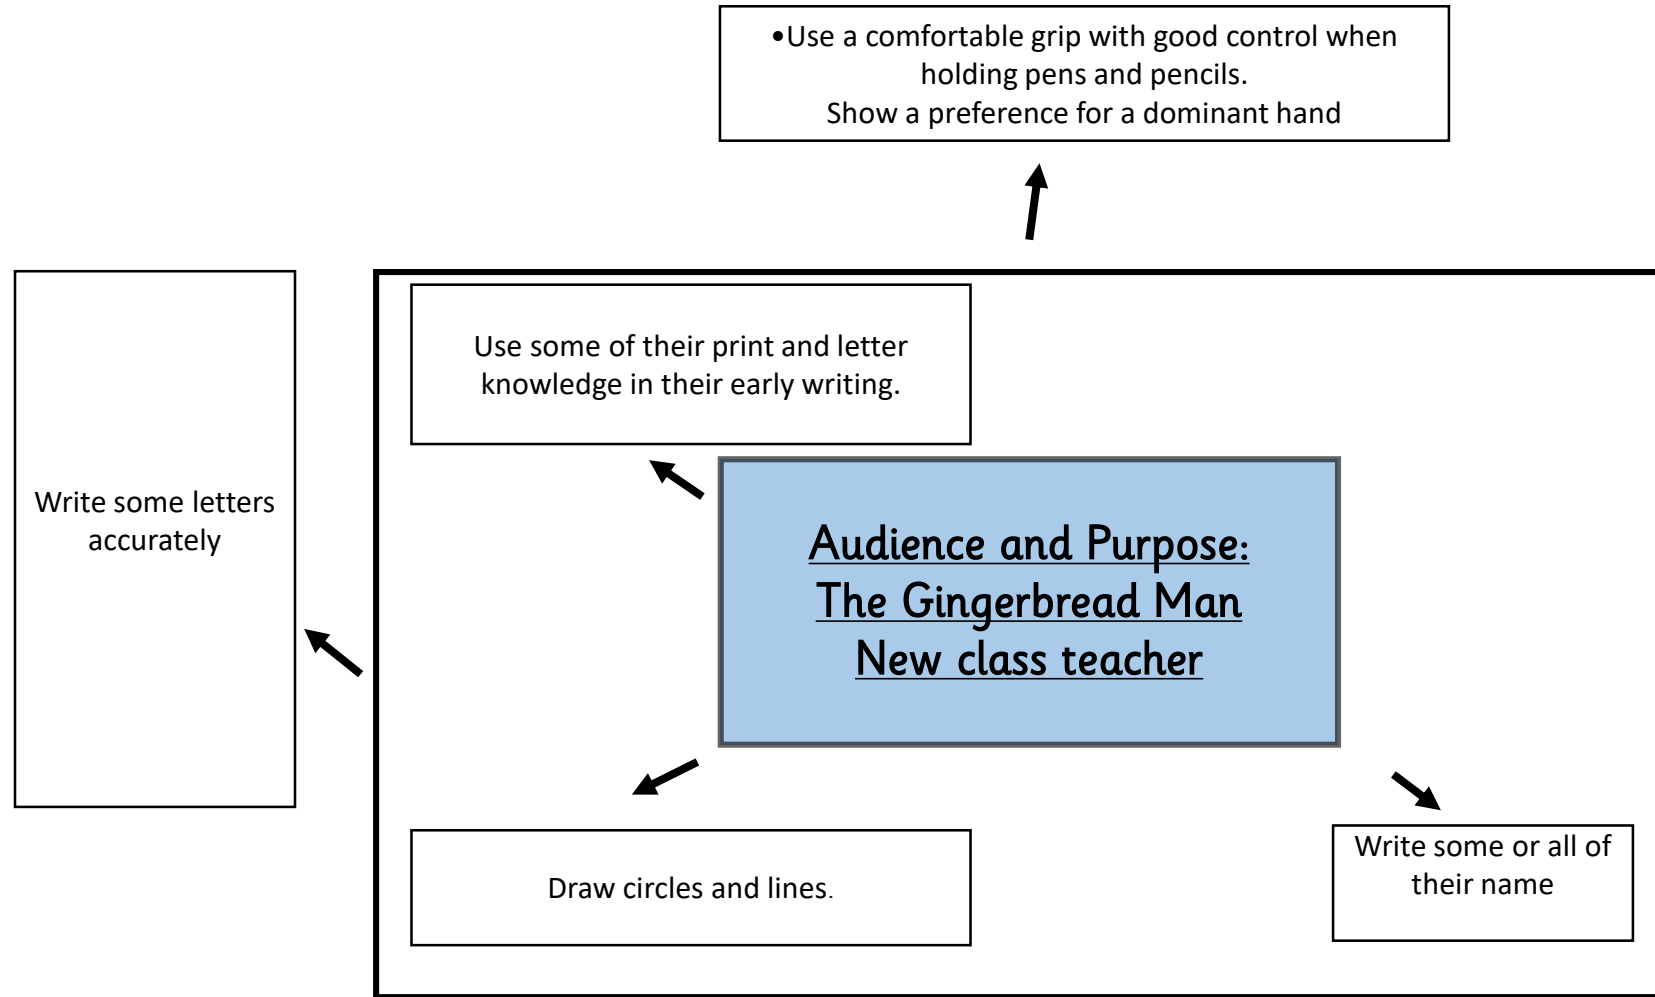 •Use a comfortable grip with good control when
holding pens and pencils.
Show a preference for a dominant hand
Use some of their print and letter
knowledge in their early writing.
Write some letters
accurately
Audience and Purpose:
The Gingerbread Man
New class teacher
Draw circles and lines.
Write some or all of
their name